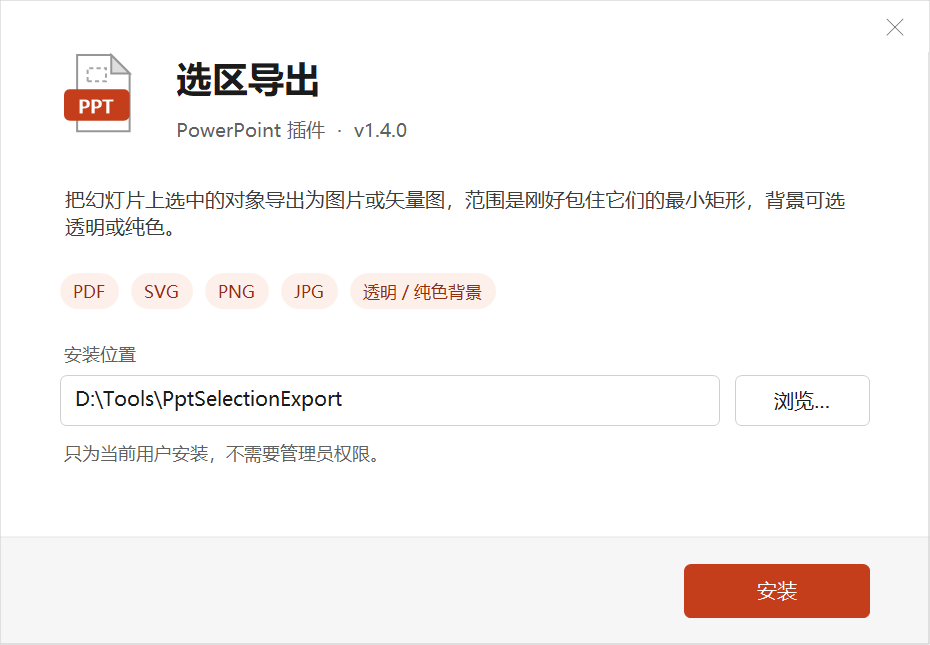 PPT
选区导出
PowerPoint 插件 · v1.4.0
把幻灯片上选中的对象导出为图片或矢量图，范围是刚好包住它们的最小矩形，背景可选
透明或纯色。
PDF SVG PNG JPG 透明 / 纯色背景
安装位置
D:\Tools\PptSelectionExport 浏览...
只为当前用户安装，不需要管理员权限。
安装